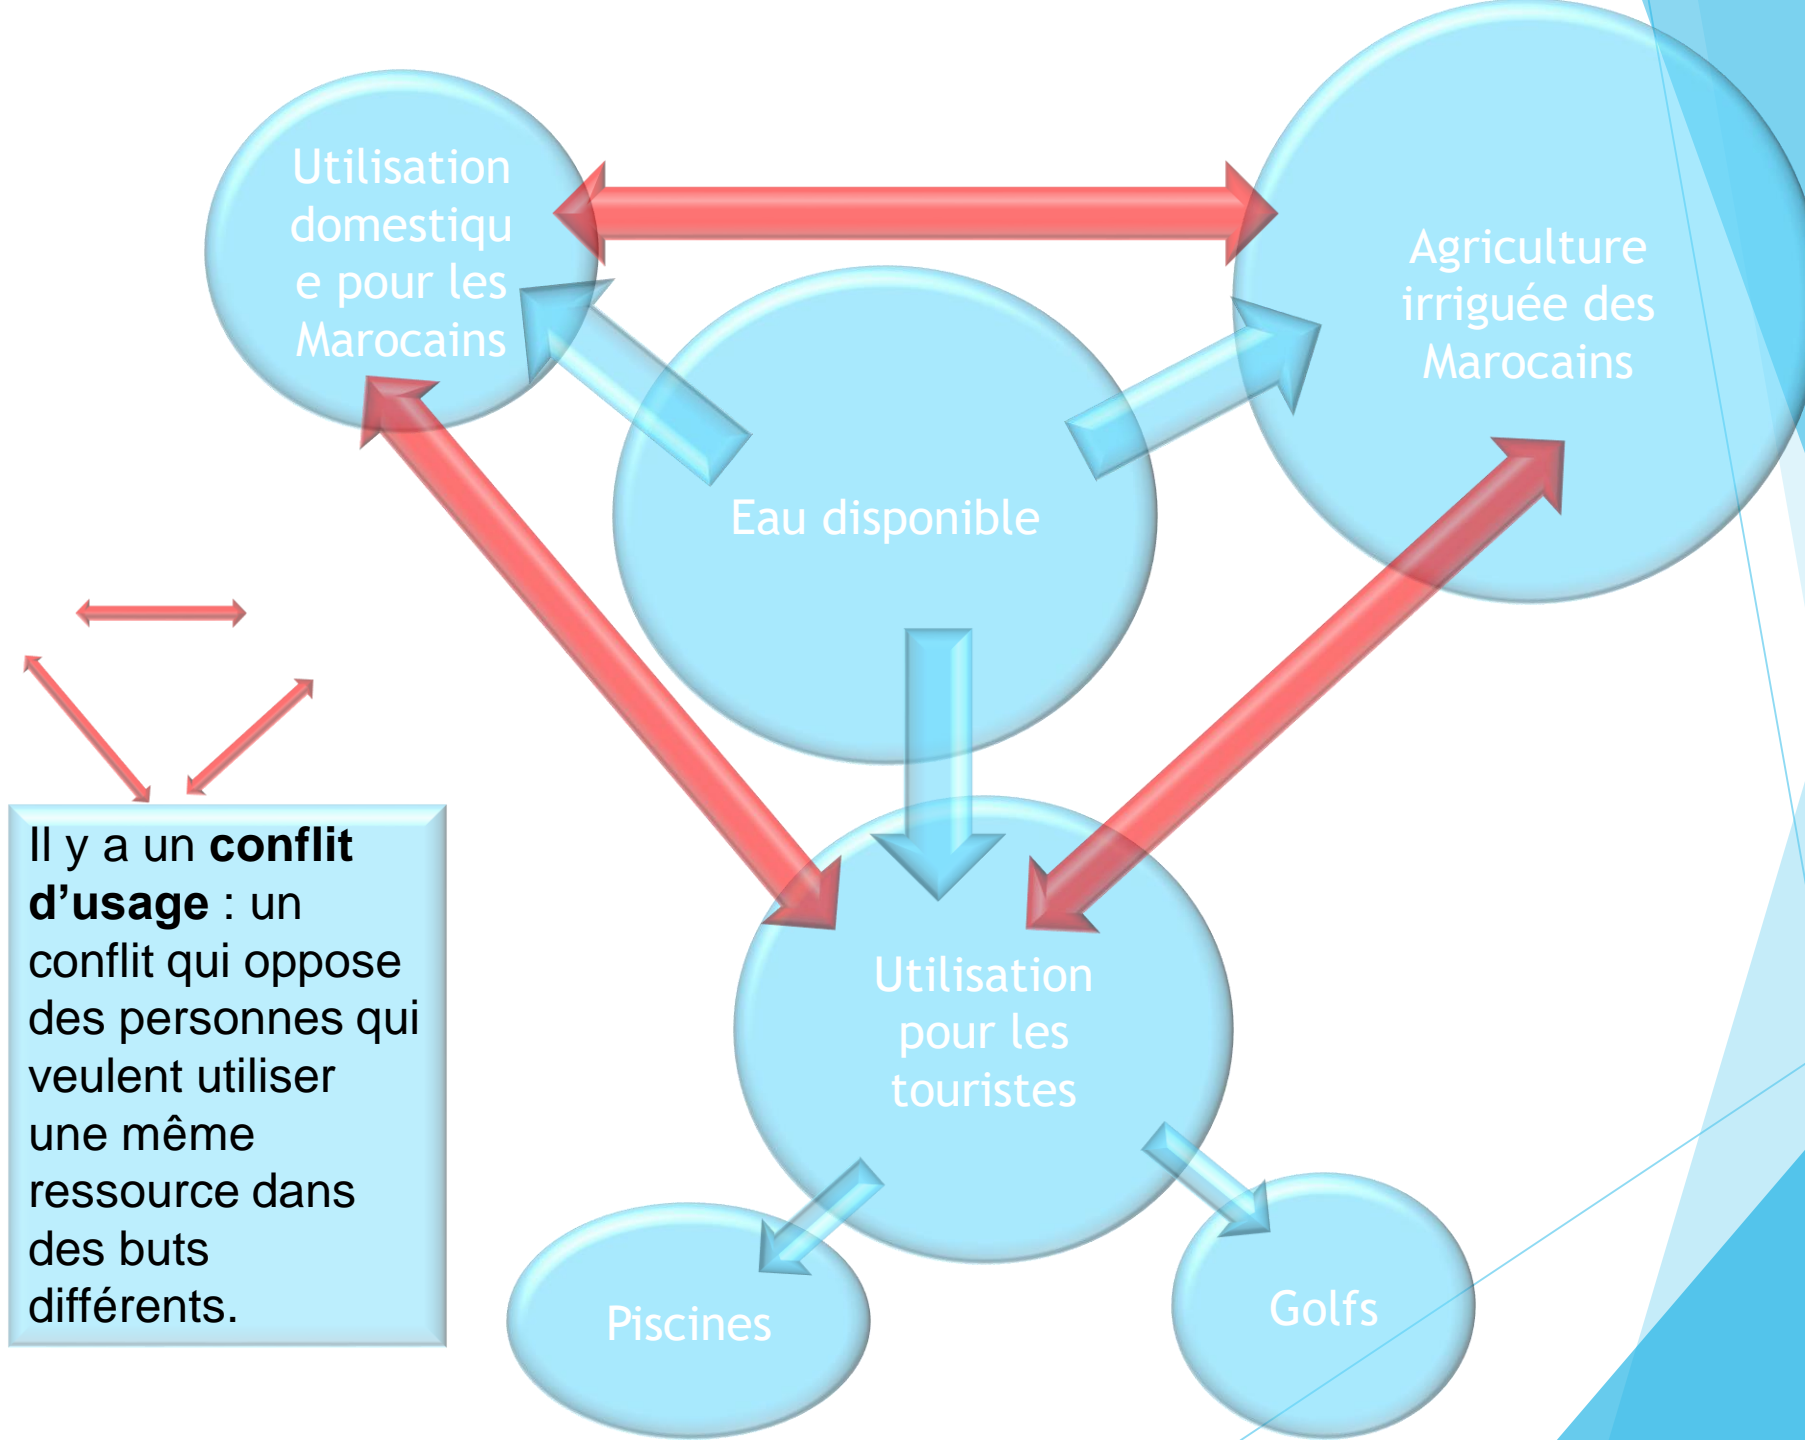 Utilisation
domestiqu
e pour les
Marocains
Agriculture
irriguée des
Marocains
Eau disponible
Il y a un conflit
d’usage : un
conflit qui oppose
des personnes qui
veulent utiliser
une même
ressource dans
des buts
différents.
Utilisation
pour les
touristes
Piscines
Golfs